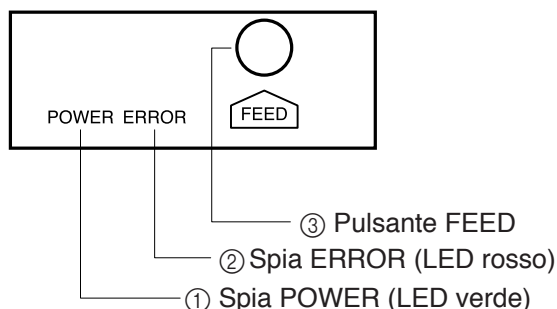 POWER ERROR
FEED
③ Pulsante FEED
② Spia ERROR (LED rosso)
① Spia POWER (LED verde)